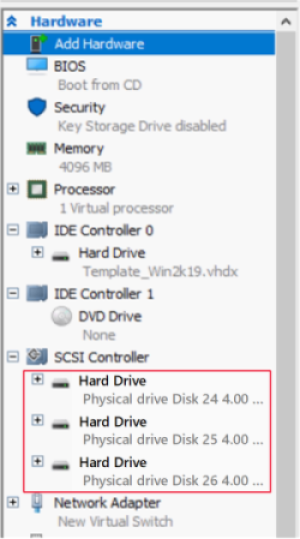 Hardware
Add Hardware
BIOS
Boot from CD
Security
Key Storage Drive disabled
Memory
4096 MB
Processor
1 Virtual processor
IDE Controller 0
Hard Drive
Template_Win2k19.vhdx
IDE Controller 1
DVD Drive
None
SCSI Controller
Hard Drive
Physical drive Disk 24 4.00 ...
Hard Drive
Physical drive Disk 25 4.00 ...
Hard Drive
Physical drive Disk 26 4.00 ...
Network Adapter
New Virtual Switch